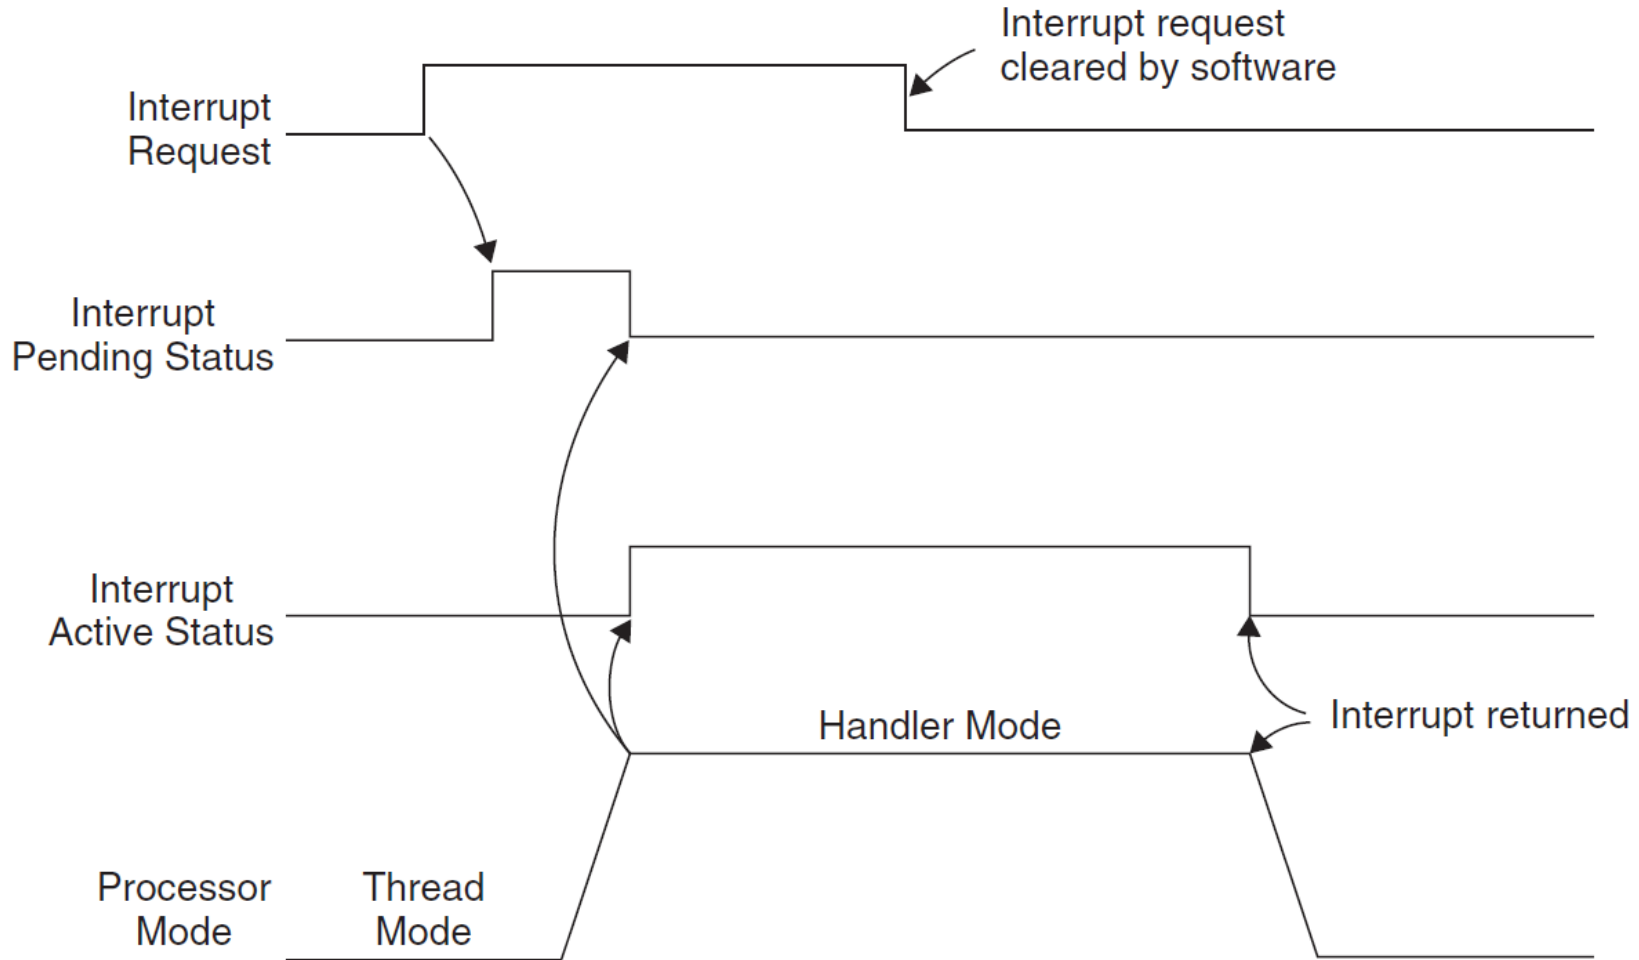 Interrupt request
cleared by software
Interrupt
Request
Interrupt
Pending Status
Interrupt
Active Status
Handler Mode
Interrupt returned
Processor
Mode
Thread
Mode